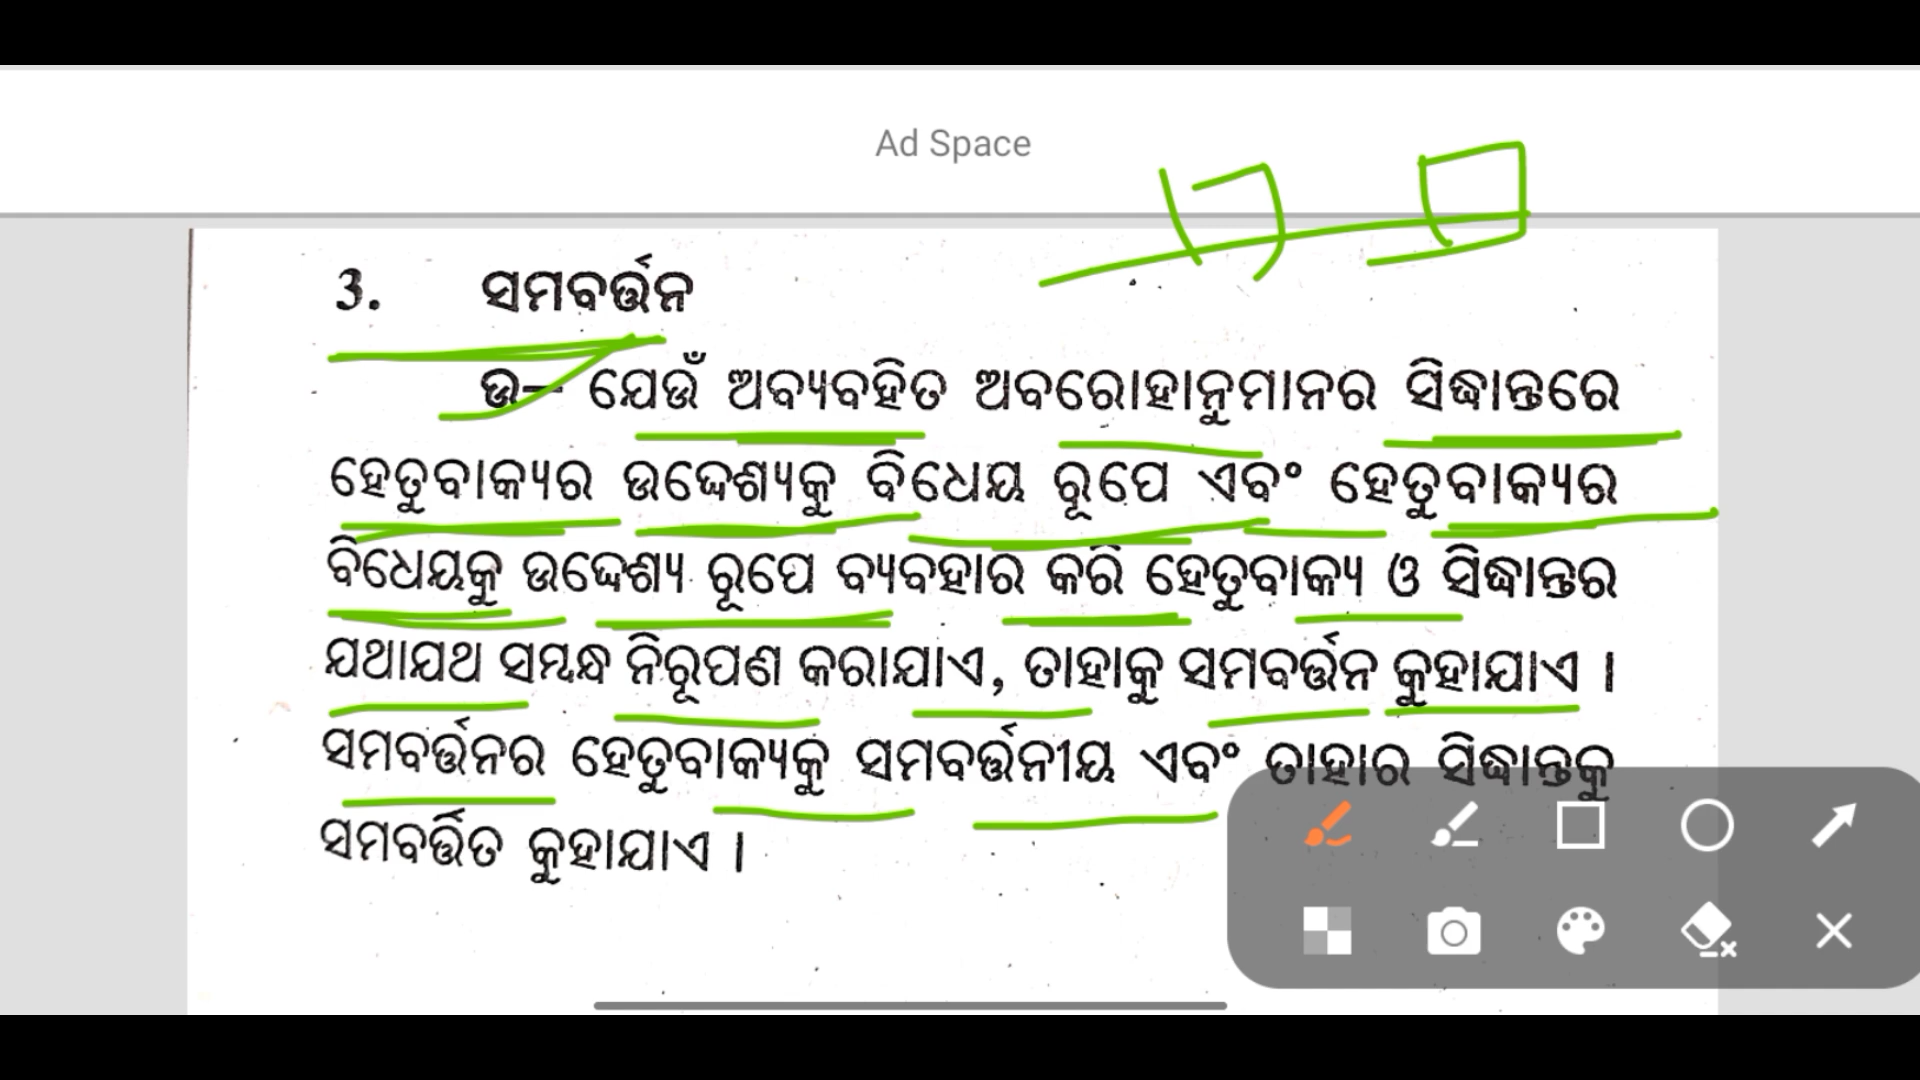 Ad Space
3. ସମବର୍ତ୍ତନ
ଉ— ଯେଉଁ ଅବ୍ୟବହିତ ଅବରୋହାନୁମାନର ସିଦ୍ଧାନ୍ତରେ
ହେତୁବାକ୍ୟର ଉଦ୍ଦେଶ୍ୟକୁ ବିଧେୟ ରୂପେ ଏବଂ ହେତୁବାକ୍ୟର
ବିଧେୟକୁ ଉଦ୍ଦେଶ୍ୟ ରୂପେ ବ୍ୟବହାର କରି ହେତୁବାକ୍ୟ ଓ ସିଦ୍ଧାନ୍ତର
ଯଥାଯଥ ସମ୍ବନ୍ଧ ନିରୂପଣ କରାଯାଏ, ତାହାକୁ ସମବର୍ତ୍ତନ କୁହାଯାଏ ।
ସମବର୍ତ୍ତନର ହେତୁବାକ୍ୟକୁ ସମବର୍ତ୍ତନୀୟ ଏବଂ ତାହାର ସିଦ୍ଧାନ୍ତକୁ
ସମବର୍ତ୍ତିତ କୁହାଯାଏ ।